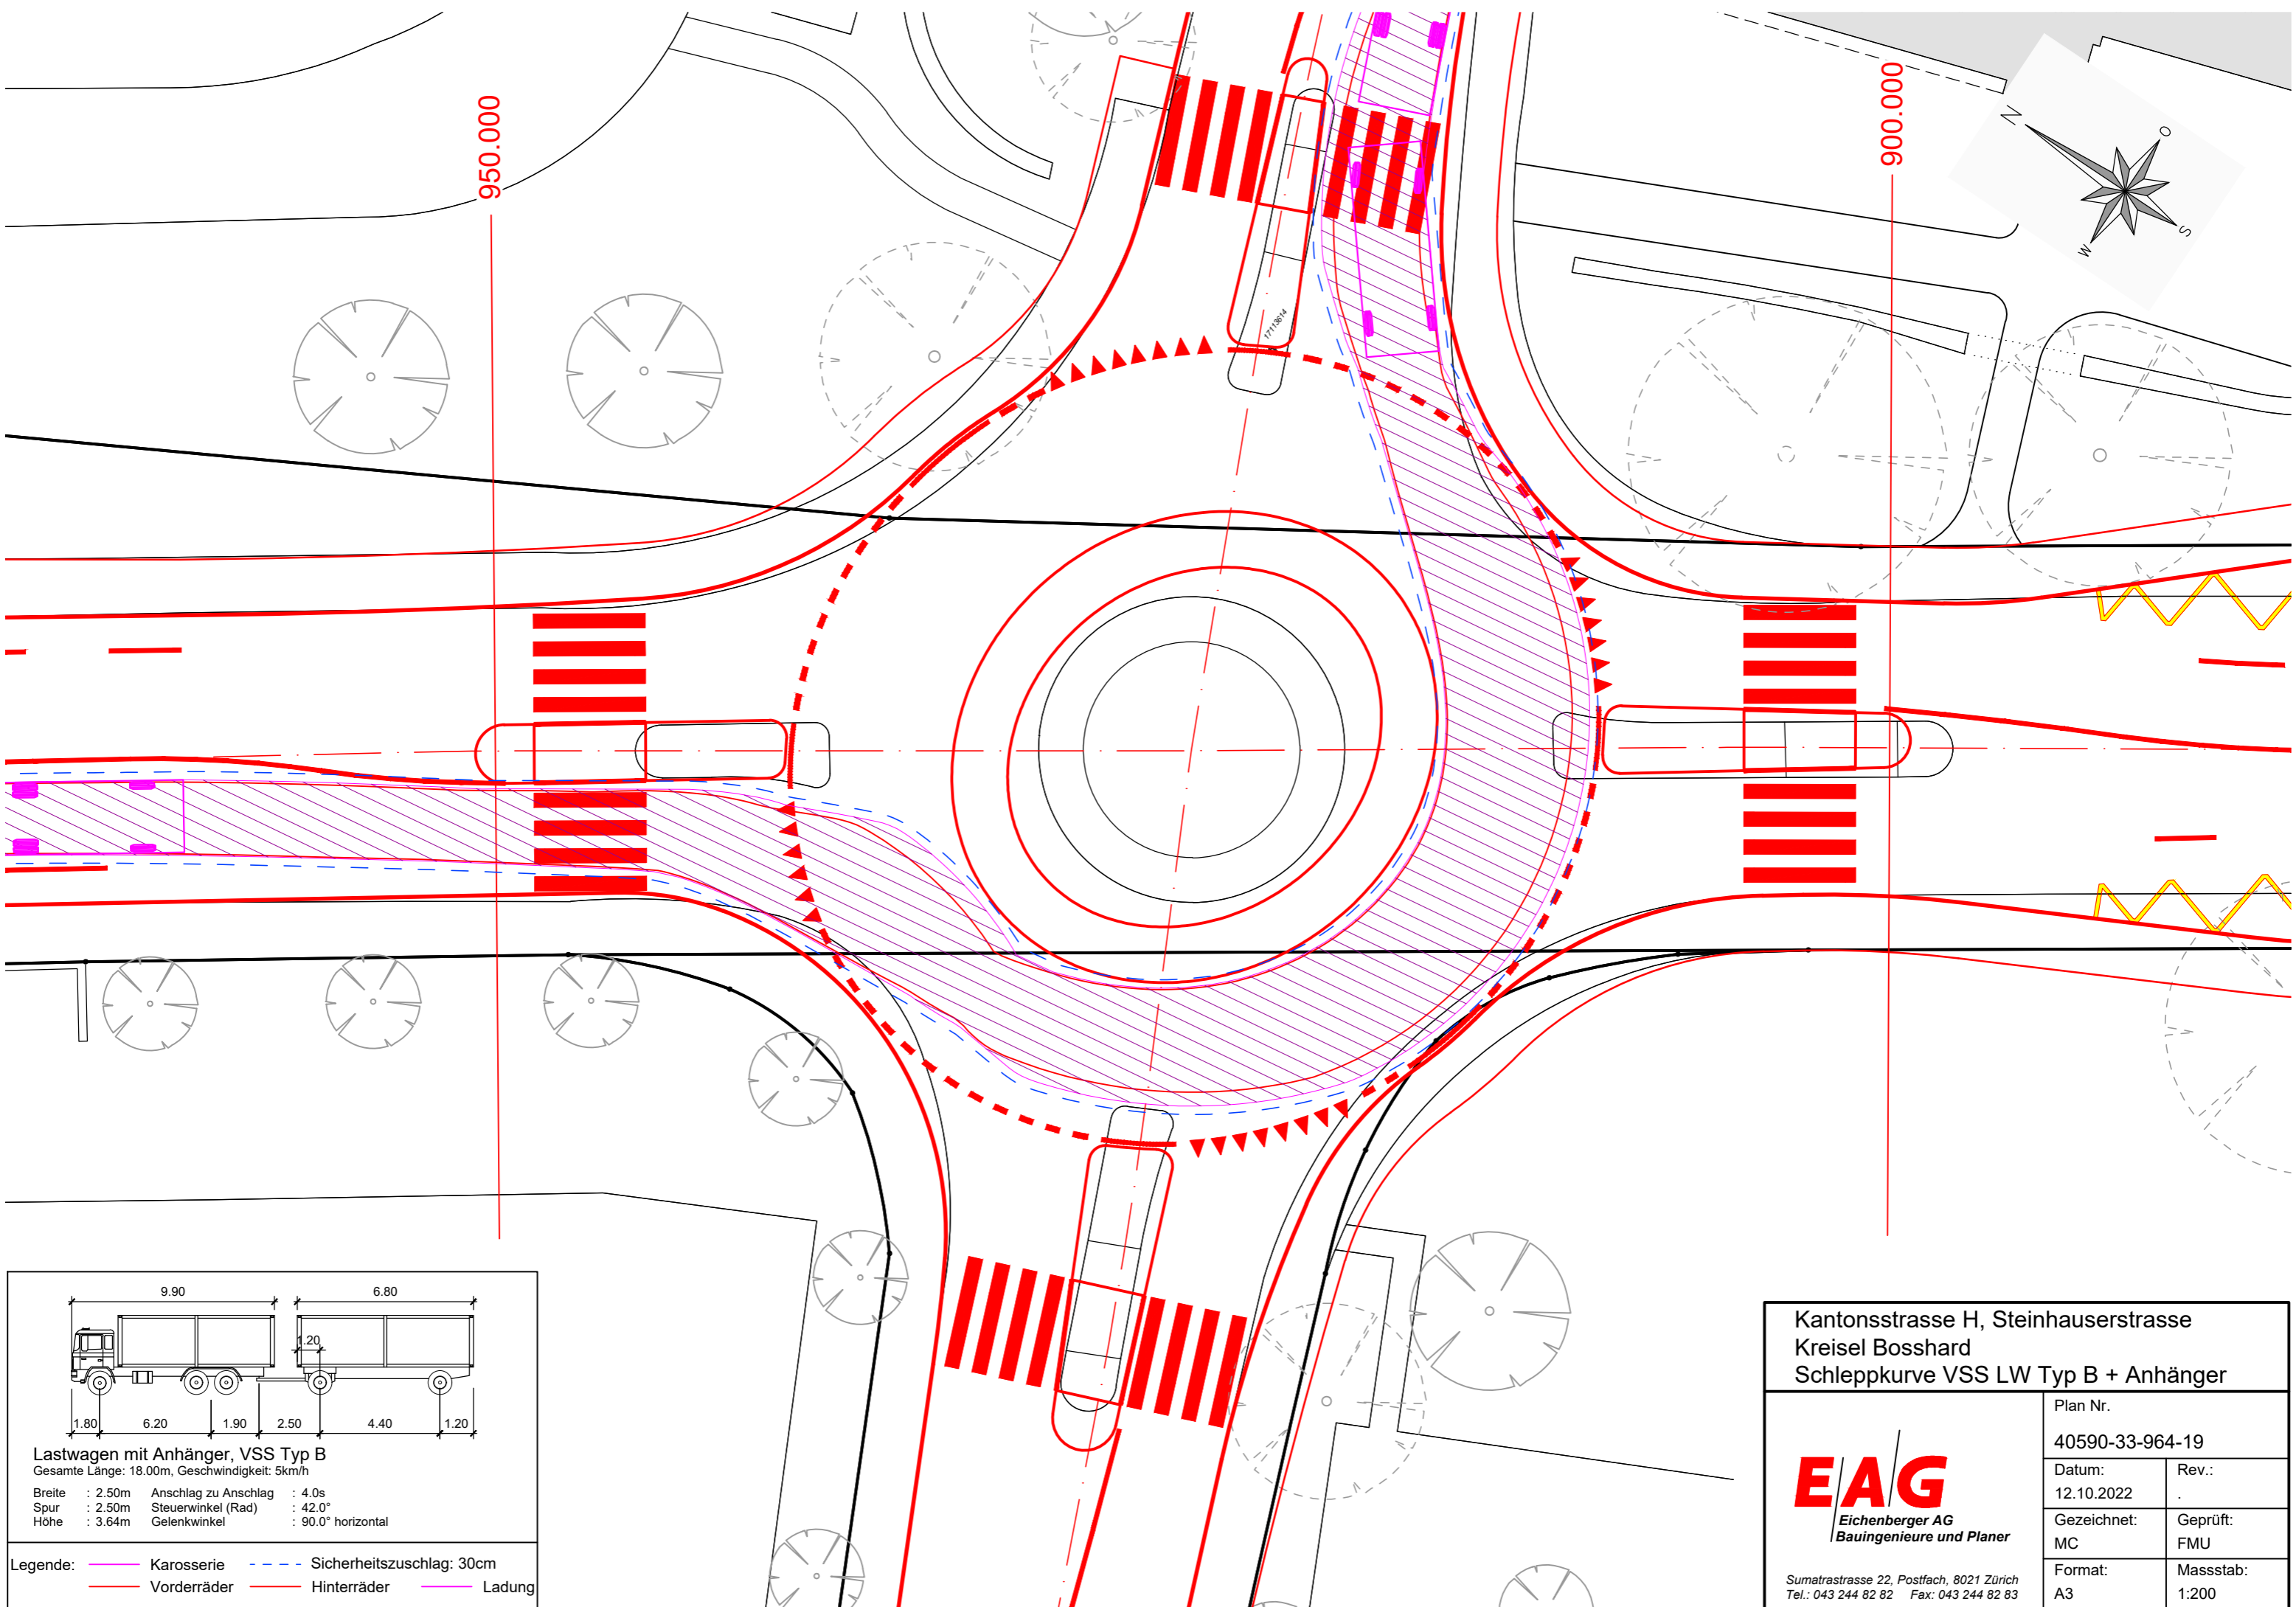 950.000
900.000
N
O
S
W
17113614
9.90
6.80
1.20
1.80 6.20 1.90 2.50 4.40 1.20
Lastwagen mit Anhänger, VSS Typ B
Gesamte Länge: 18.00m, Geschwindigkeit: 5km/h
Breite : 2.50m Anschlag zu Anschlag : 4.0s
Spur : 2.50m Steuerwinkel (Rad) : 42.0°
Höhe : 3.64m Gelenkwinkel : 90.0° horizontal
Legende: Karosserie Sicherheitszuschlag: 30cm
Vorderräder Hinterräder Ladung
Kantonsstrasse H, Steinhauserstrasse
Kreisel Bosshard
Schleppkurve VSS LW Typ B + Anhänger
EAG
Eichenberger AG
Bauingenieure und Planer
Sumatrastrasse 22, Postfach, 8021 Zürich
Tel.: 043 244 82 82 Fax: 043 244 82 83
Plan Nr.
40590-33-964-19
Datum: Rev.:
12.10.2022 .
Gezeichnet: Geprüft:
MC FMU
Format: Massstab:
A3 1:200